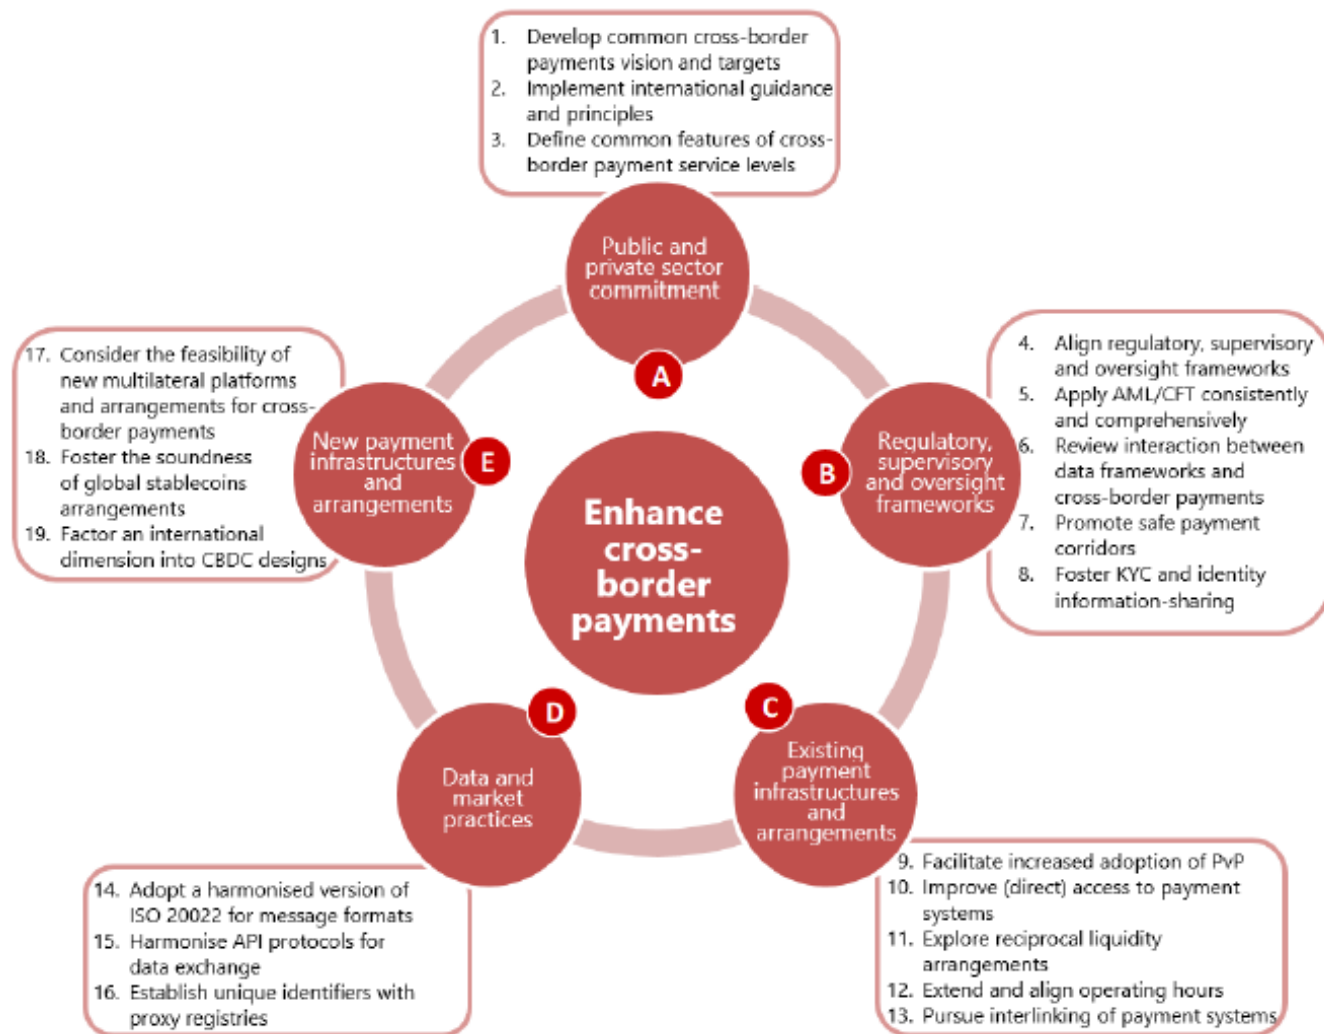 1. Develop common cross-border
payments vision and targets
2. Implement international guidance
and principles
3. Define common features of cross-
border payment service levels
Public and
private sector
commitment
A
4. Align regulatory, supervisory
and oversight frameworks
5. Apply AML/CFT consistently
and comprehensively
6. Review interaction between
data frameworks and
cross-border payments
7. Promote safe payment
corridors
8. Foster KYC and identity
information-sharing
Regulatory,
supervisory
and oversight
frameworks
B
Enhance
cross-
border
payments
17. Consider the feasibility of
new multilateral platforms
and arrangements for cross-
border payments
18. Foster the soundness
of global stablecoins
arrangements
19. Factor an international
dimension into CBDC designs
New payment
infrastructures
and
arrangements
E
D
Data and
market
practices
14. Adopt a harmonised version of
ISO 20022 for message formats
15. Harmonise API protocols for
data exchange
16. Establish unique identifiers with
proxy registries
C
Existing
payment
infrastructures
and
arrangements
9. Facilitate increased adoption of PvP
10. Improve (direct) access to payment
systems
11. Explore reciprocal liquidity
arrangements
12. Extend and align operating hours
13. Pursue interlinking of payment systems